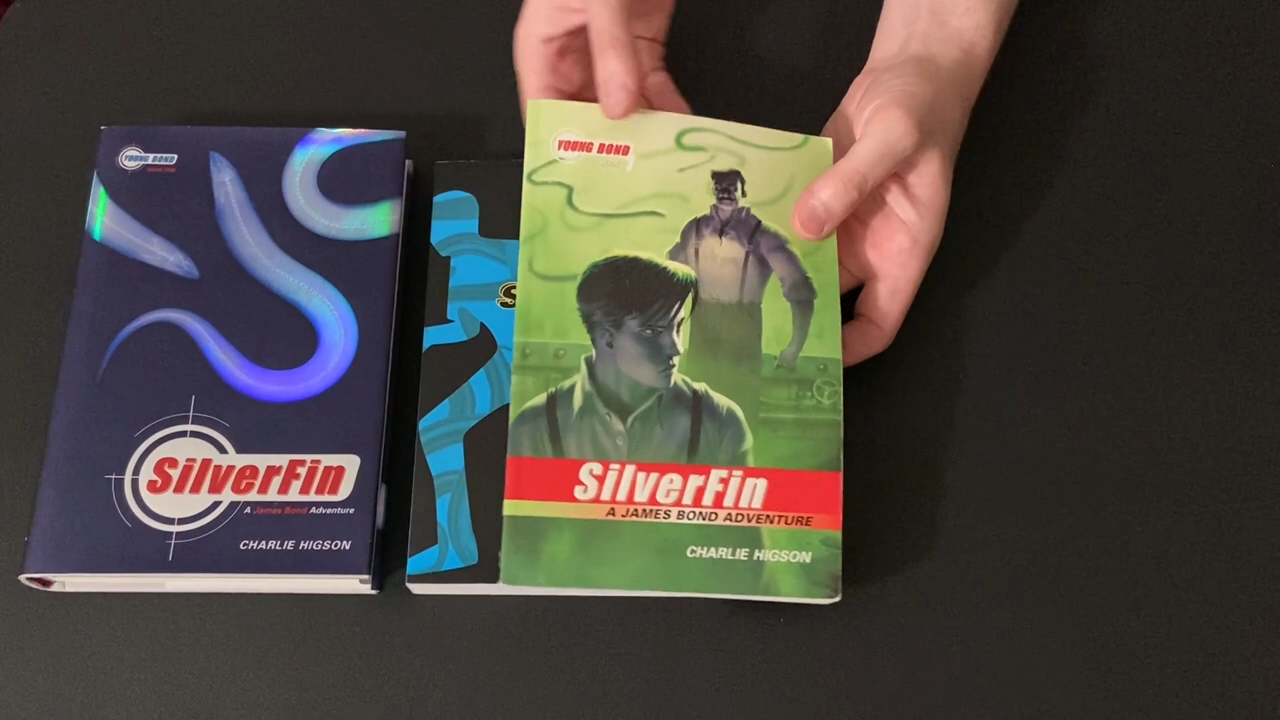 YOUNG BOND
SilverFin
A James Bond Adventure
CHARLIE HIGSON
S
YOUNG BOND
SilverFin
A JAMES BOND ADVENTURE
CHARLIE HIGSON